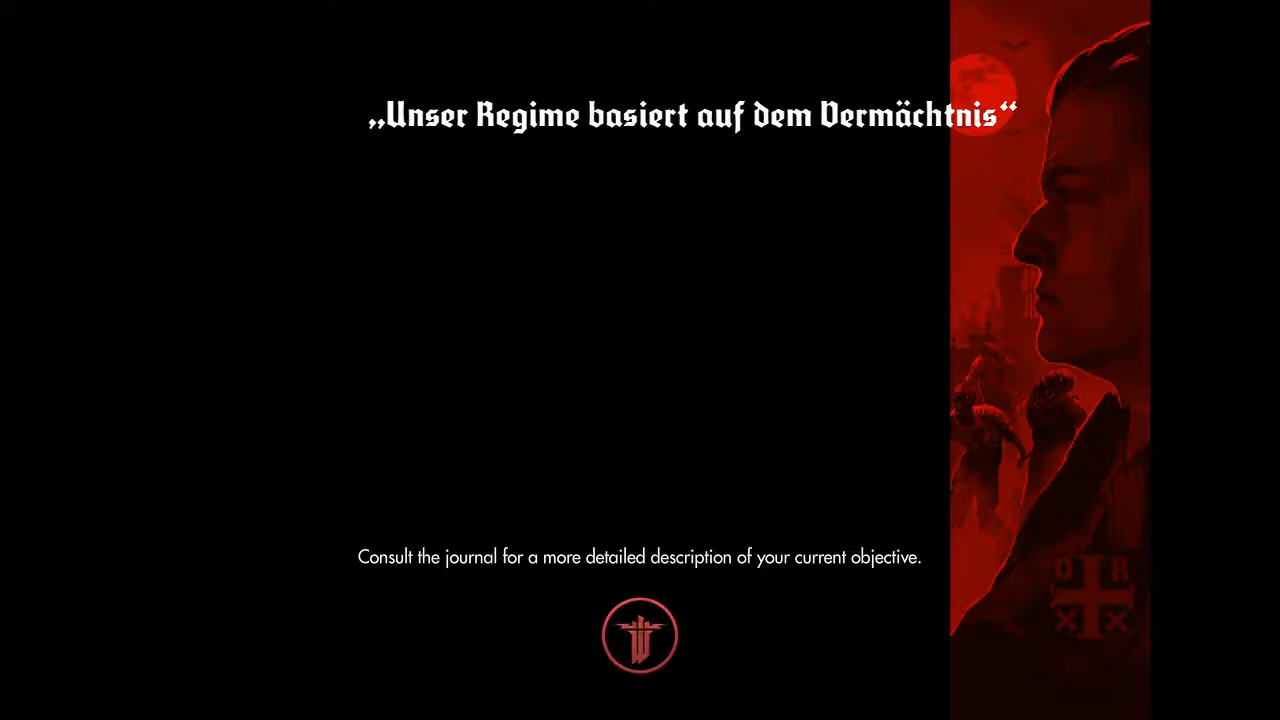 „Unser Regime basiert auf dem Vermächtnis“
Consult the journal for a more detailed description of your current objective.
O R
X X